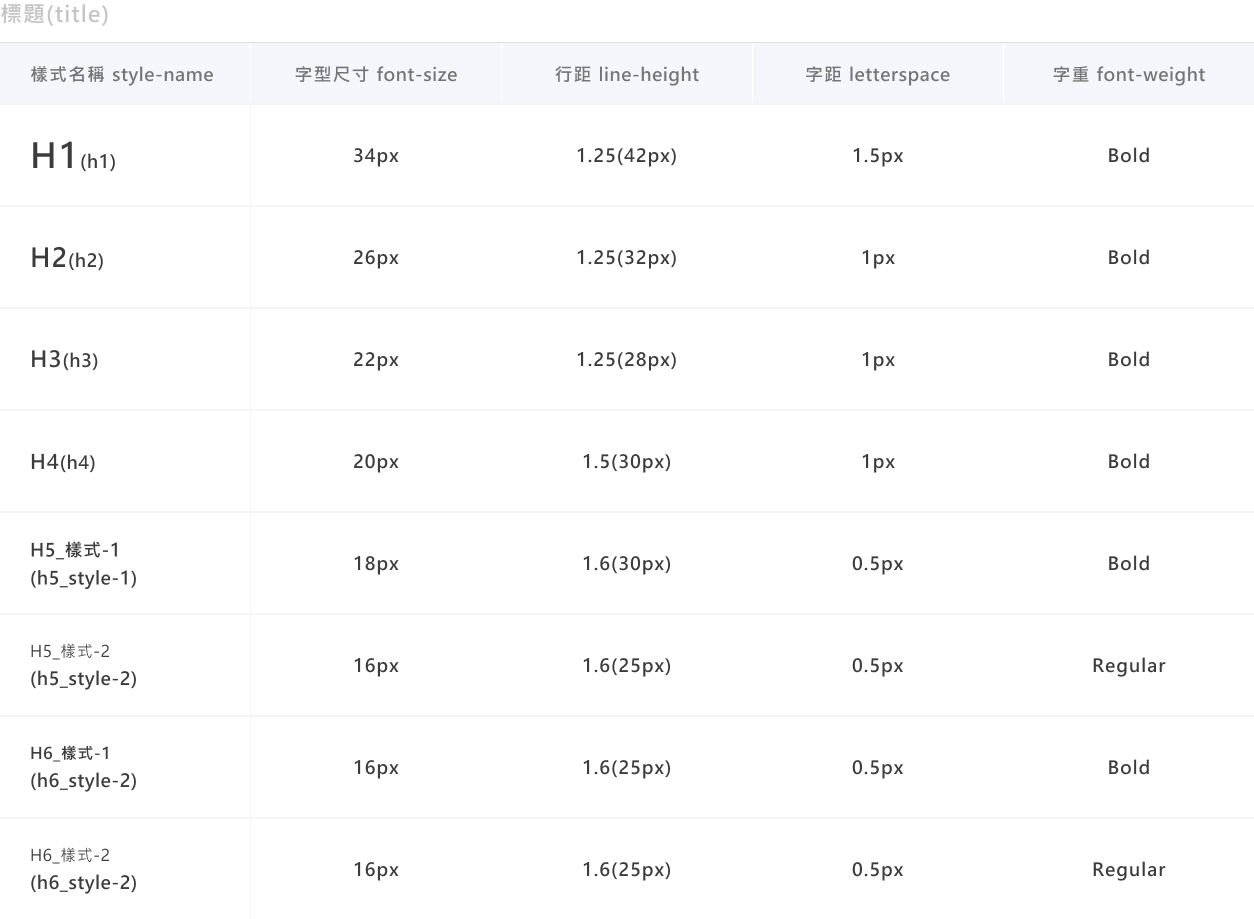 標題(title)
樣式名稱 style-name 字型尺寸 font-size 行距 line-height 字距 letterspace 字重 font-weight
H1(h1) 34px 1.25(42px) 1.5px Bold
H2(h2) 26px 1.25(32px) 1px Bold
H3(h3) 22px 1.25(28px) 1px Bold
H4(h4) 20px 1.5(30px) 1px Bold
H5_樣式-1
(h5_style-1) 18px 1.6(30px) 0.5px Bold
H5_樣式-2
(h5_style-2) 16px 1.6(25px) 0.5px Regular
H6_樣式-1
(h6_style-2) 16px 1.6(25px) 0.5px Bold
H6_樣式-2
(h6_style-2) 16px 1.6(25px) 0.5px Regular